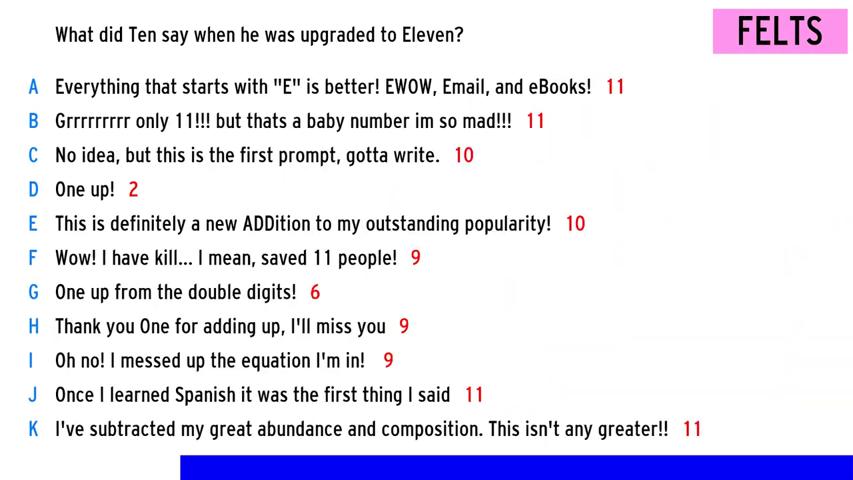 What did Ten say when he was upgraded to Eleven?
FELTS
A Everything that starts with "E" is better! EWOW, Email, and eBooks! 11
B Grrrrrrrrr only 11!!! but thats a baby number im so mad!!! 11
C No idea, but this is the first prompt, gotta write. 10
D One up! 2
E This is definitely a new ADDition to my outstanding popularity! 10
F Wow! I have kill... I mean, saved 11 people! 9
G One up from the double digits! 6
H Thank you One for adding up, I'll miss you 9
I Oh no! I messed up the equation I'm in! 9
J Once I learned Spanish it was the first thing I said 11
K I've subtracted my great abundance and composition. This isn't any greater!! 11